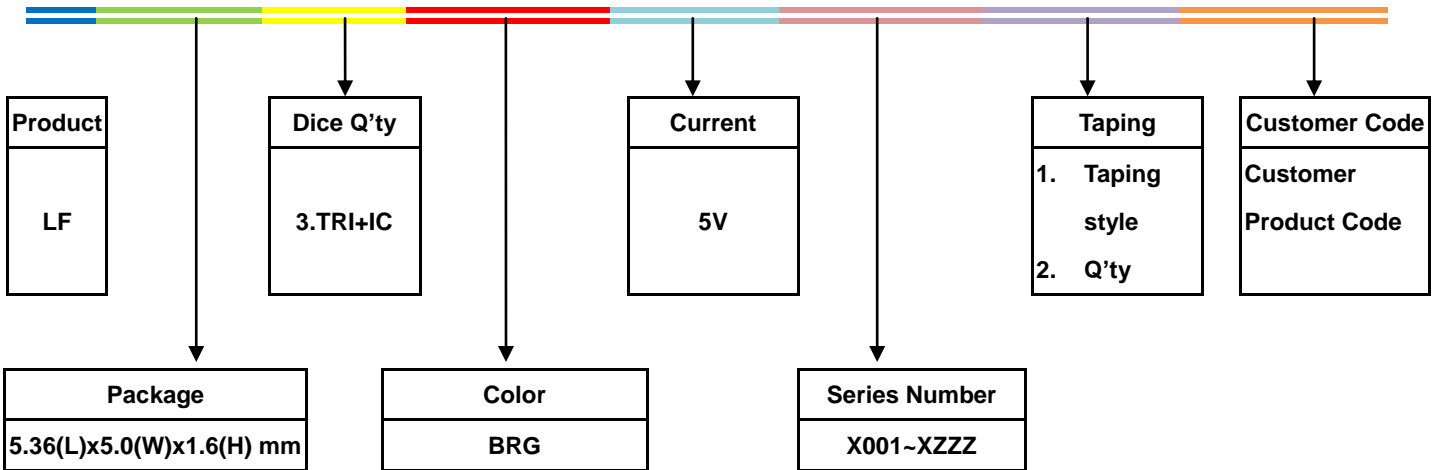 Product
LF
Dice Q'ty
3.TRI+IC
Current
5V
Taping
1. Taping
style
2. Q'ty
Customer Code
Customer
Product Code
Package
5.36(L)x5.0(W)x1.6(H) mm
Color
BRG
Series Number
X001~XZZZ